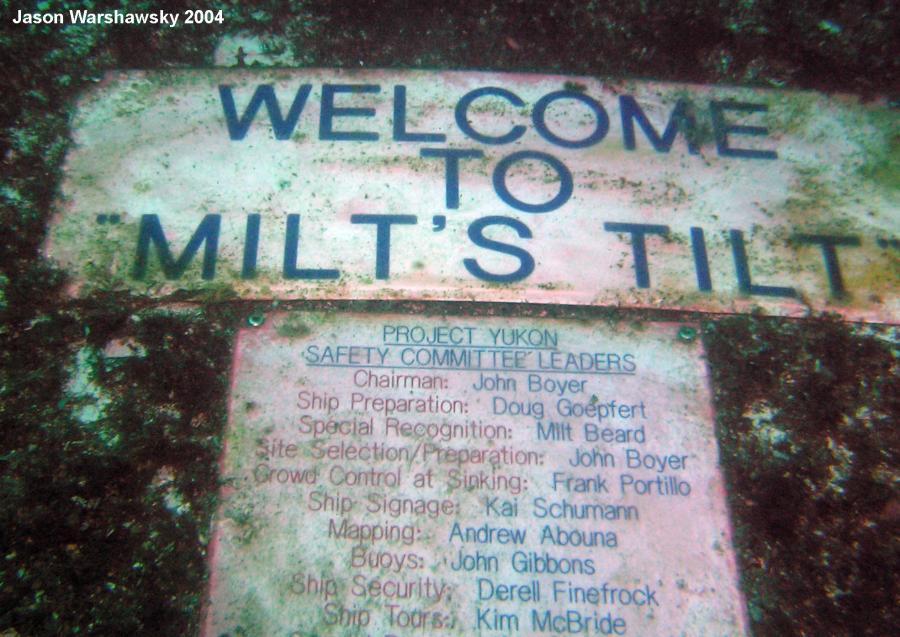 Jason Warshawsky 2004
WELCOME
TO
"MILT'S TILT"
PROJECT YUKON
SAFETY COMMITTEE LEADERS
Chairman: John Boyer
Ship Preparation: Doug Goepfert
Special Recognition: Milt Beard
Site Selection/Preparation: John Boyer
Crowd Control at Sinking: Frank Portillo
Ship Signage: Kai Schumann
Mapping: Andrew Abouna
Buoys: John Gibbons
Ship Security: Derell Finefrock
Ship Tours: Kim McBride